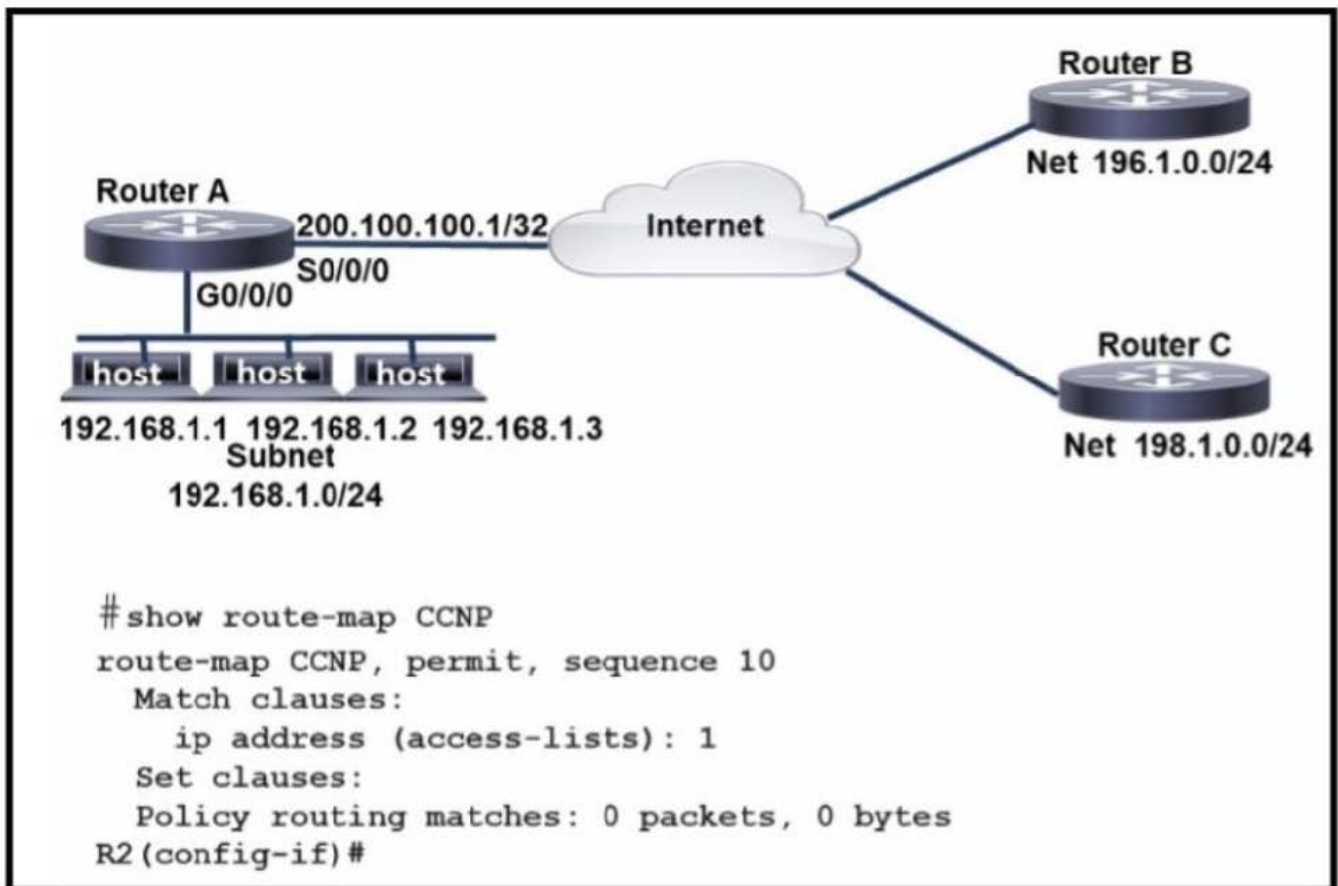 Router B
Net 196.1.0.0/24
Router A
200.100.100.1/32
Internet
S0/0/0
G0/0/0
host host host
192.168.1.1 192.168.1.2 192.168.1.3
Subnet
192.168.1.0/24
Router C
Net 198.1.0.0/24
#show route-map CCNP
route-map CCNP, permit, sequence 10
Match clauses:
ip address (access-lists): 1
Set clauses:
Policy routing matches: 0 packets, 0 bytes
R2(config-if)#